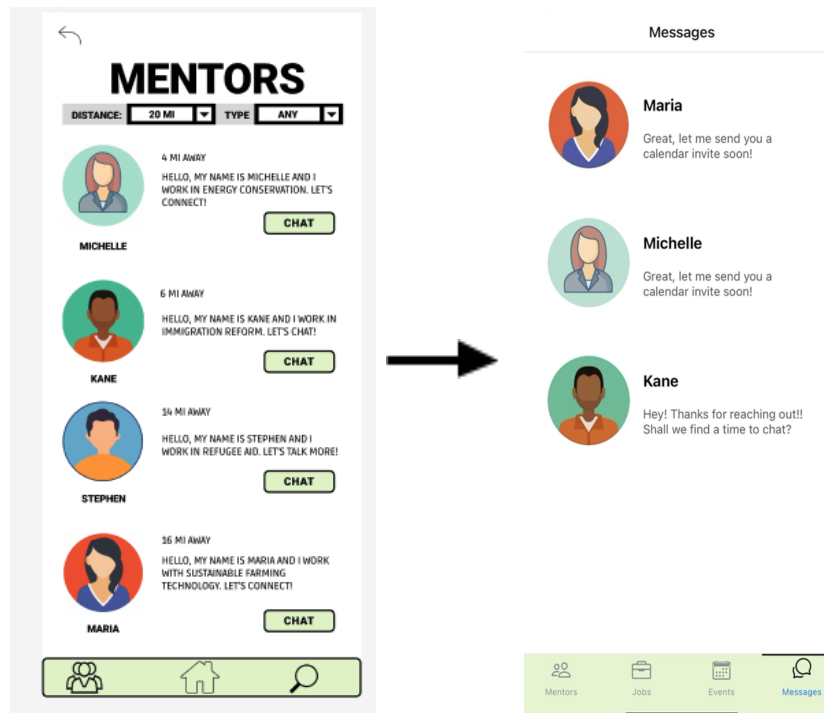 MENTORS
DISTANCE: 20 MI TYPE ANY
4 MI AWAY
HELLO, MY NAME IS MICHELLE AND I
WORK IN ENERGY CONSERVATION. LET'S
CONNECT!
CHAT
MICHELLE
6 MI AWAY
HELLO, MY NAME IS KANE AND I WORK IN
IMMIGRATION REFORM. LET'S CHAT!
CHAT
KANE
14 MI AWAY
HELLO, MY NAME IS STEPHEN AND I
WORK IN REFUGEE AID. LET'S TALK MORE!
CHAT
STEPHEN
16 MI AWAY
HELLO, MY NAME IS MARIA AND I WORK
WITH SUSTAINABLE FARMING
TECHNOLOGY. LET'S CONNECT!
CHAT
MARIA
Messages
Maria
Great, let me send you a
calendar invite soon!
Michelle
Great, let me send you a
calendar invite soon!
Kane
Hey! Thanks for reaching out!!
Shall we find a time to chat?
Mentors Jobs Events Messages